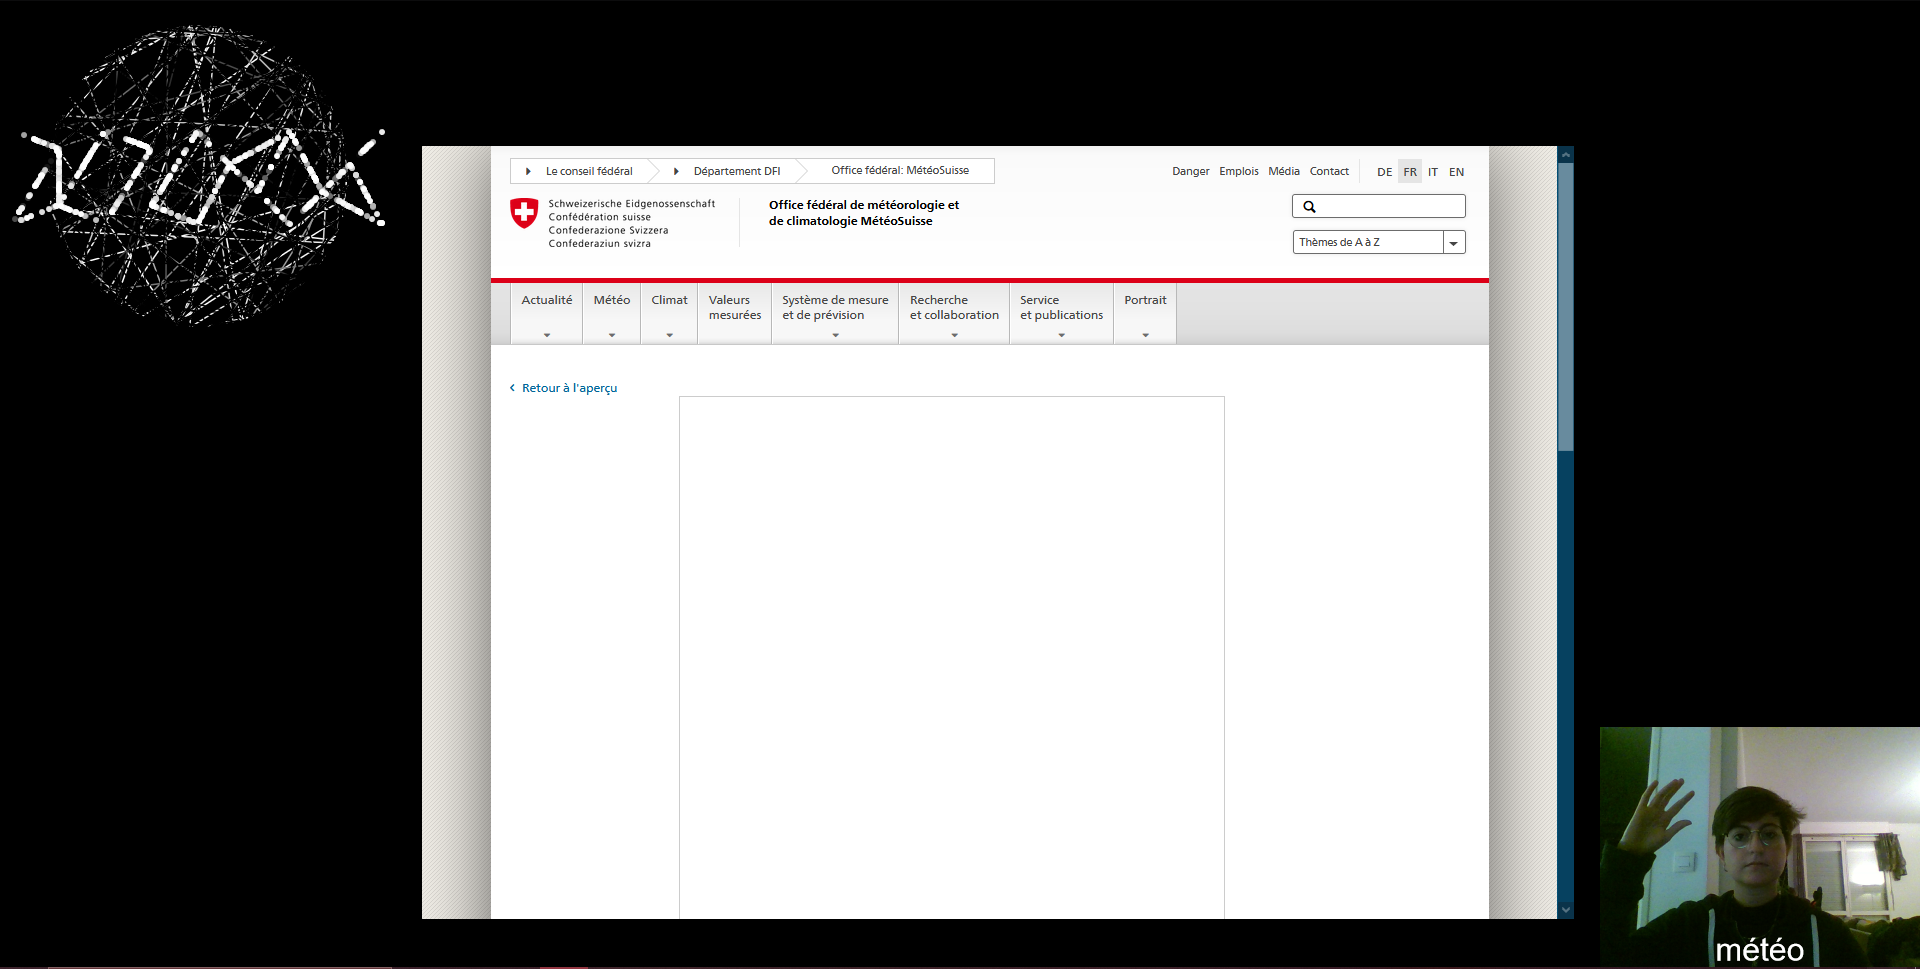 Le conseil fédéral
Département DFI
Office fédéral: MétéoSuisse
Danger Emplois Média Contact
DE FR IT EN
Schweizerische Eidgenossenschaft
Confédération suisse
Confederazione Svizzera
Confederaziun svizra
Office fédéral de météorologie et
de climatologie MétéoSuisse
Thèmes de A à Z
Actualité
Météo
Climat
Valeurs
mesurées
Système de mesure
et de prévision
Recherche
et collaboration
Service
et publications
Portrait
Retour à l'aperçu
météo